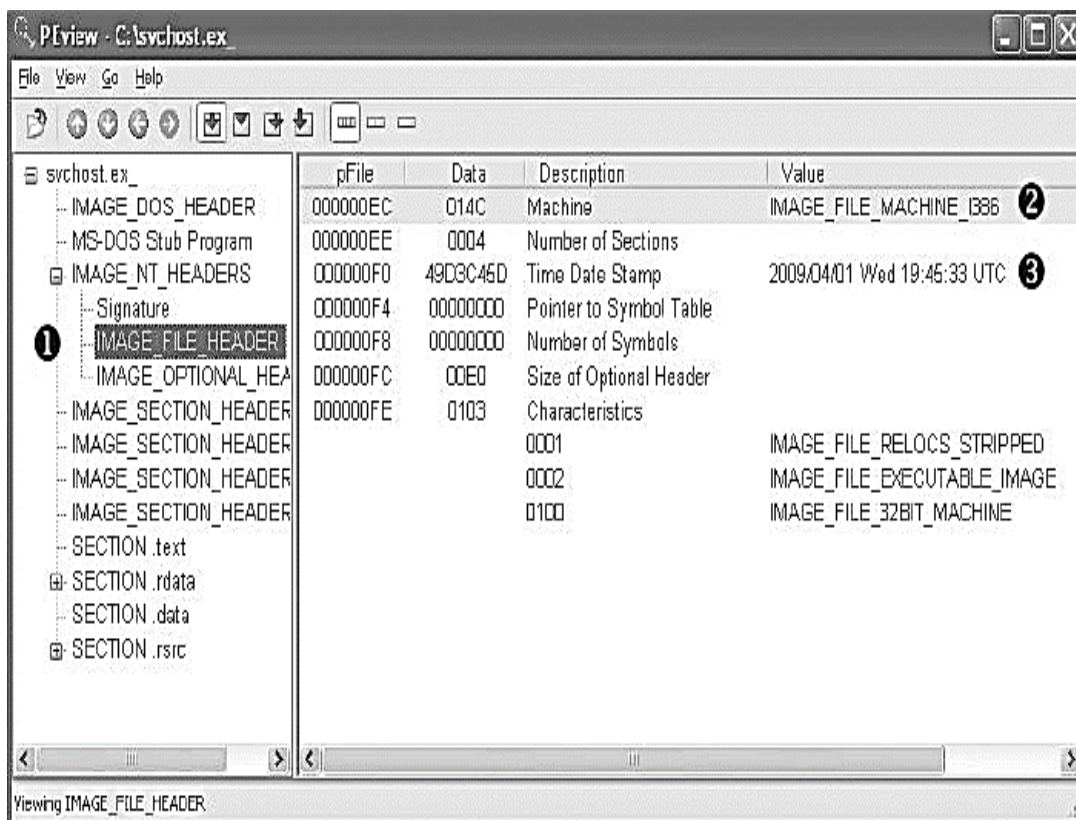 PEview - C:\svchost.ex_
File View Go Help
svchost.ex_
IMAGE_DOS_HEADER
MS-DOS Stub Program
IMAGE_NT_HEADERS
Signature
1 IMAGE_FILE_HEADER
IMAGE_OPTIONAL_HEA
IMAGE_SECTION_HEADER
IMAGE_SECTION_HEADER
IMAGE_SECTION_HEADER
IMAGE_SECTION_HEADER
SECTION .text
SECTION .rdata
SECTION .data
SECTION .rsrc
pFile Data Description Value
000000EC 014C Machine IMAGE_FILE_MACHINE_I386 2
000000EE 0004 Number of Sections
000000F0 49D3C45D Time Date Stamp 2009/04/01 Wed 19:45:33 UTC 3
000000F4 00000000 Pointer to Symbol Table
000000F8 00000000 Number of Symbols
000000FC 00E0 Size of Optional Header
000000FE 0103 Characteristics
0001 IMAGE_FILE_RELOCS_STRIPPED
0002 IMAGE_FILE_EXECUTABLE_IMAGE
0100 IMAGE_FILE_32BIT_MACHINE
Viewing IMAGE_FILE_HEADER